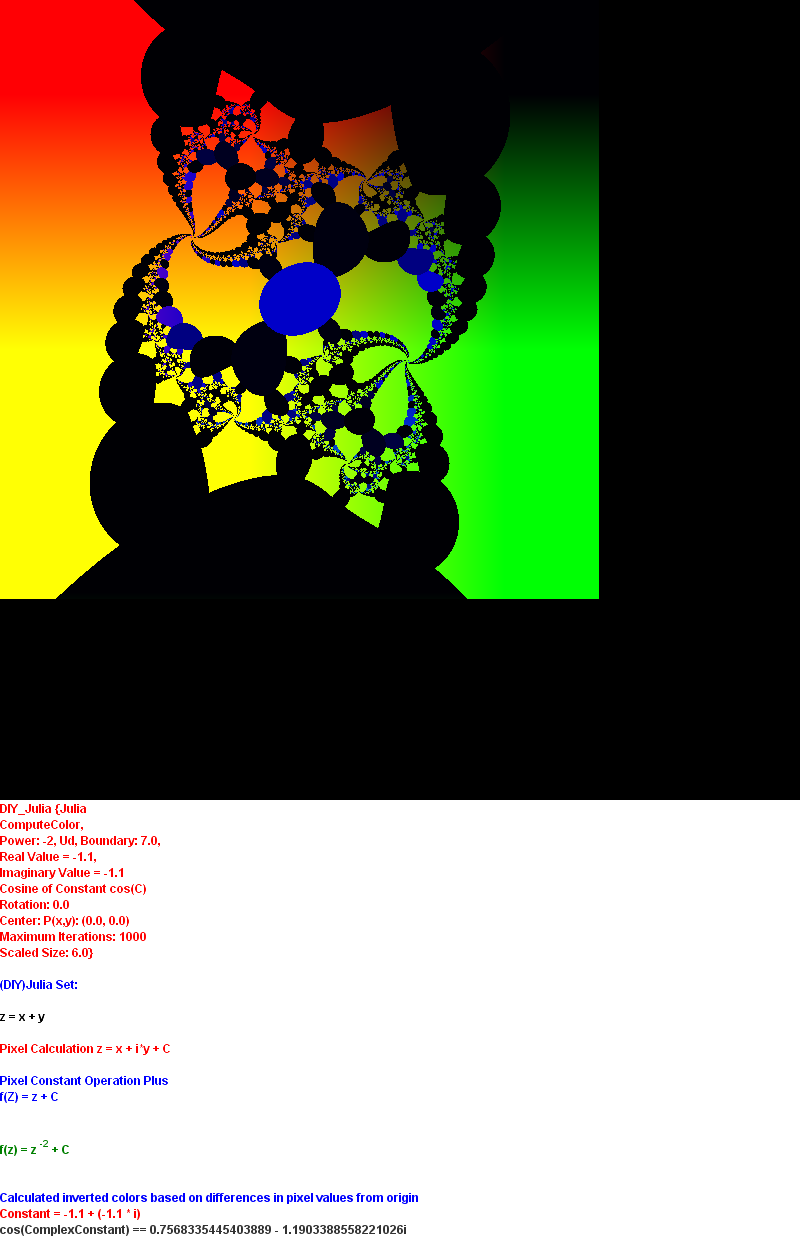 DIY_Julia {Julia
ComputeColor,
Power: -2, Ud, Boundary: 7.0,
Real Value = -1.1,
Imaginary Value = -1.1
Cosine of Constant cos(C)
Rotation: 0.0
Center: P(x,y): (0.0, 0.0)
Maximum Iterations: 1000
Scaled Size: 6.0}
(DIY)Julia Set:
z = x + y
Pixel Calculation z = x + i*y + C
Pixel Constant Operation Plus
f(Z) = z + C
f(z) = z -2 + C
Calculated inverted colors based on differences in pixel values from origin
Constant = -1.1 + (-1.1 * i)
cos(ComplexConstant) == 0.7568335445403889 - 1.1903388558221026i